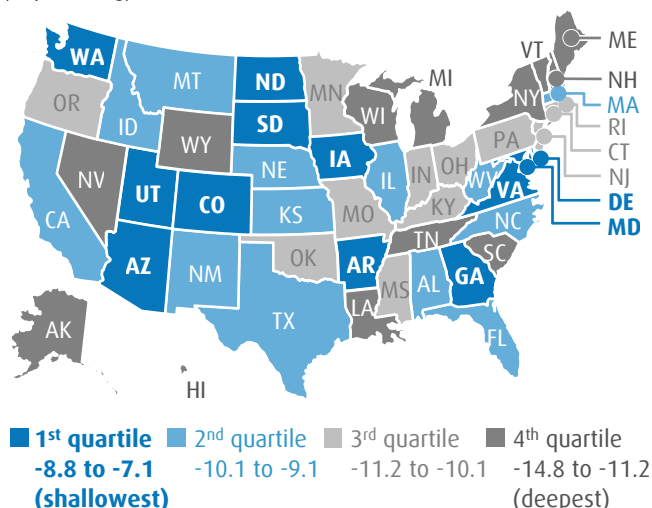 ME
VT
WA
NH
MT
ND
MN
MI
NY
MA
OR
WI
RI
ID
SD
PA
CT
WY
IA
NJ
NE
IL
IN
OH
WV
VA
DE
NV
UT
CO
KS
MO
KY
MD
CA
NC
TN
AZ
NM
OK
AR
SC
MS
AL
GA
LA
TX
AK
FL
HI
1st quartile
-8.8 to -7.1
(shallowest)
2nd quartile
-10.1 to -9.1
3rd quartile
-11.2 to -10.1
4th quartile
-14.8 to -11.2
(deepest)